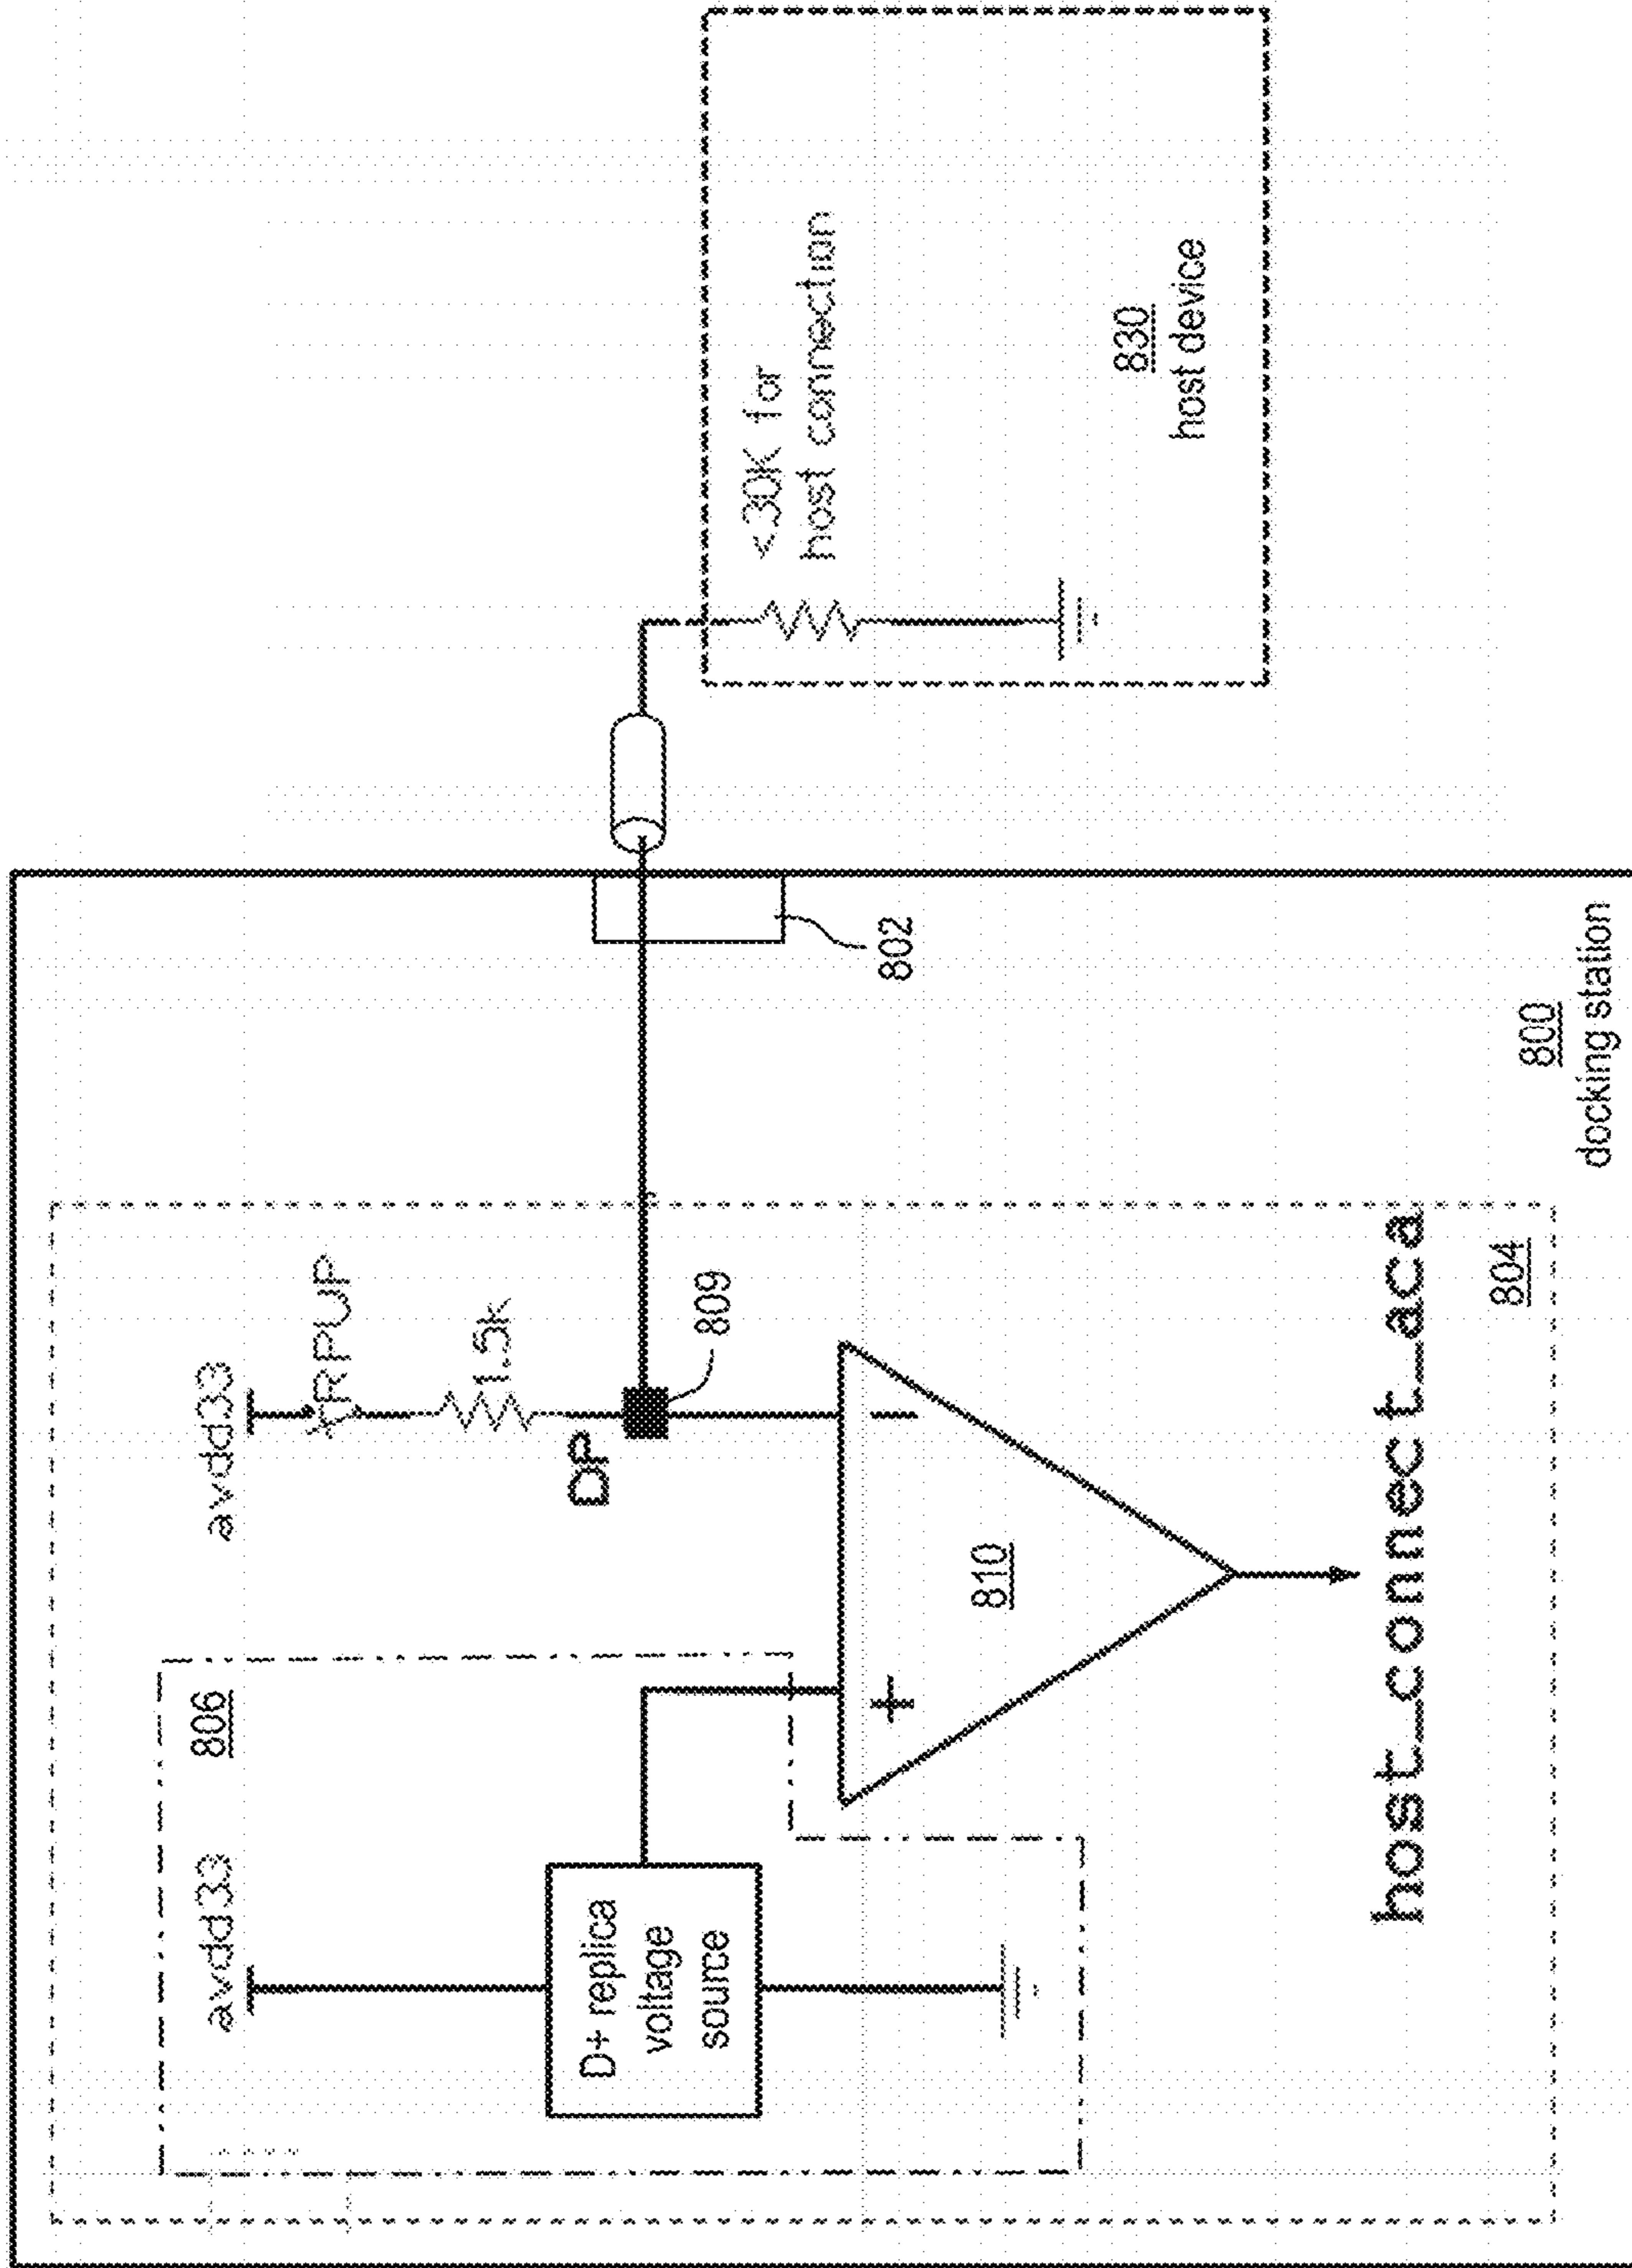 avdd33
806
D+ replica
voltage
source
avdd33
RPUP
1.5k
DP
809
810
host_connect_aca
804
802
800
docking station
<30K for
host connection
830
host device